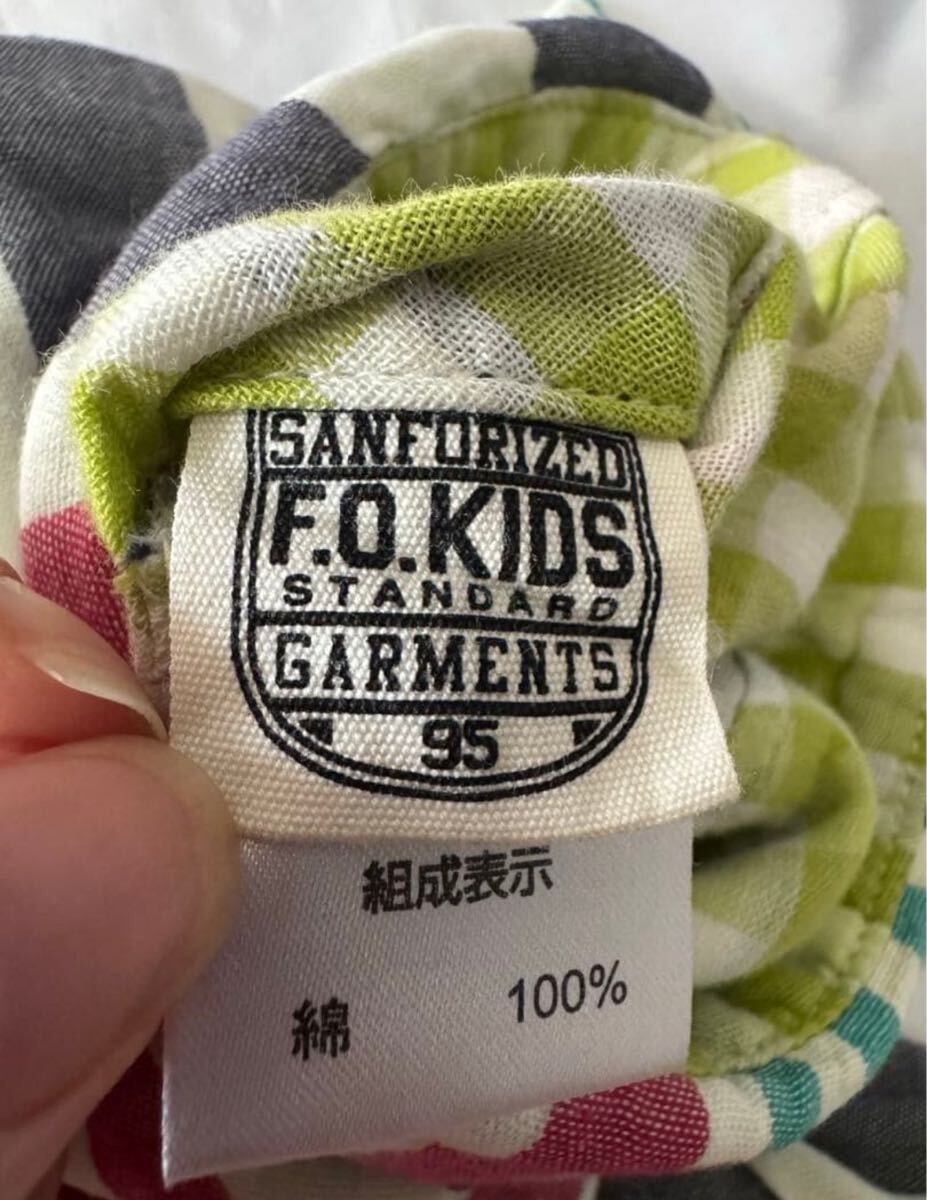 SANFORIZED
F.O.KIDS
STANDARD
GARMENTS
95
組成表示
綿 100%